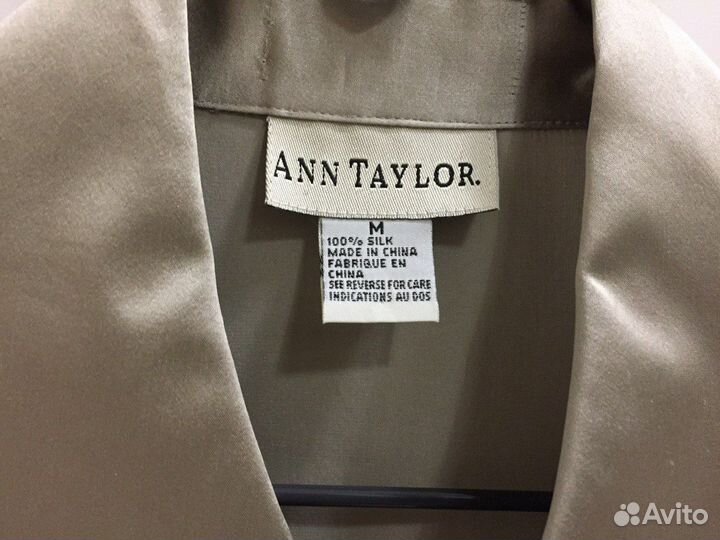 ANN TAYLOR.
M
100% SILK
MADE IN CHINA
FABRIQUE EN
CHINA
SEE REVERSE FOR CARE
INDICATIONS AU DOS
Avito